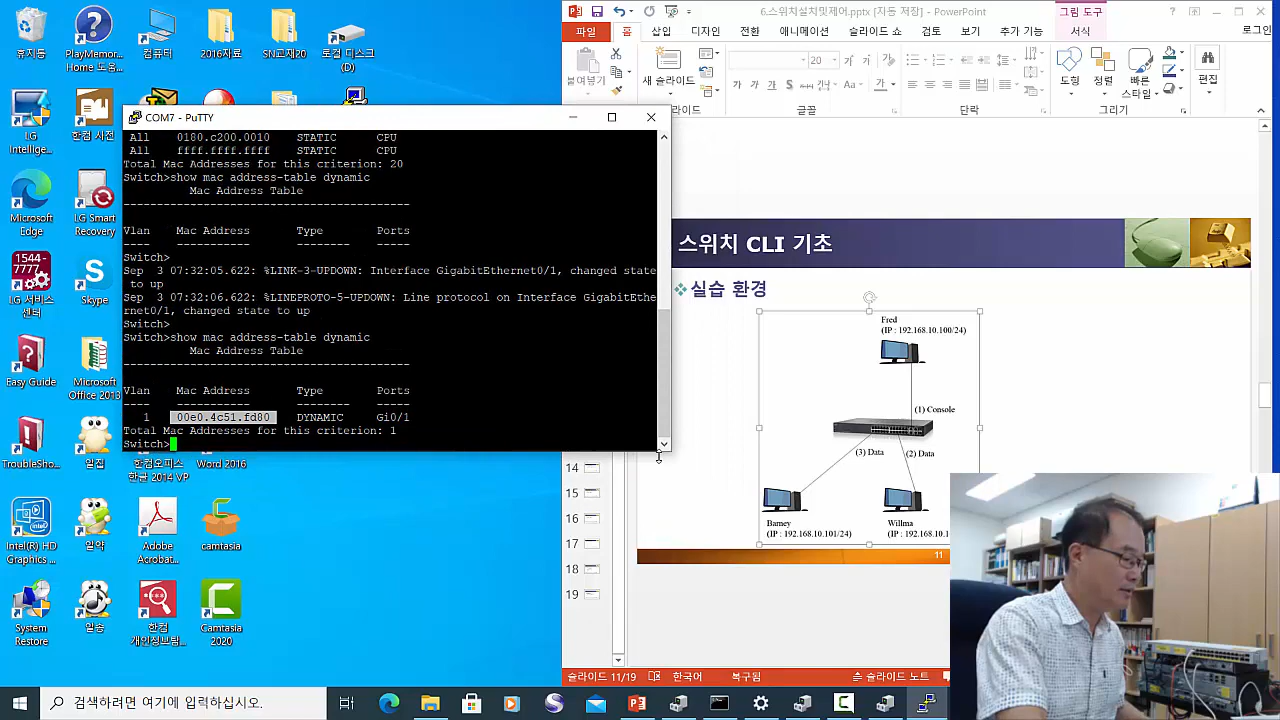 휴지통
PlayMemor...
Home 도움...
컴퓨터
2016자료
SN교재20
로컬 디스크
(D)
LG
Intellige...
한컴 사전
Microsoft
Edge
LG Smart
Recovery
1544-
7777
LG 서비스
센터
Skype
Easy Guide
Microsoft
Office 2013
TroubleSho...
알집
한컴오피스
한글 2014 VP
Word 2016
Intel(R) HD
Graphics ...
알약
Adobe
Acrobat...
camtasia
System
Restore
알송
한컴
개인정보탐...
Camtasia
2020
COM7 - PuTTY
All 0180.c200.0010 STATIC CPU
All ffff.ffff.ffff STATIC CPU
Total Mac Addresses for this criterion: 20
Switch>show mac address-table dynamic
Mac Address Table
-------------------------------------------
Vlan Mac Address Type Ports
---- ----------- -------- -----
Switch>
Sep 3 07:32:05.622: %LINK-3-UPDOWN: Interface GigabitEthernet0/1, changed state
to up
Sep 3 07:32:06.622: %LINEPROTO-5-UPDOWN: Line protocol on Interface GigabitEthe
rnet0/1, changed state to up
Switch>
Switch>show mac address-table dynamic
Mac Address Table
-------------------------------------------
Vlan Mac Address Type Ports
---- ----------- -------- -----
1 00e0.4c51.fd80 DYNAMIC Gi0/1
Total Mac Addresses for this criterion: 1
Switch>
6.스위치설치및제어.pptx [자동 저장] - PowerPoint
그림 도구
파일 홈 삽입 디자인 전환 애니메이션 슬라이드 쇼 검토 보기 추가 기능 서식 로그인
붙여넣기 새 슬라이드 20 도형 정렬 빠른
스타일 편집
라이드 글꼴 단락 그리기
스위치 CLI 기초
실습 환경
Fred
(IP : 192.168.10.100/24)
(1) Console
(3) Data (2) Data
Barney
(IP : 192.168.10.101/24)
Willma
(IP : 192.168.10.1
11
14
15
16
17
18
19
슬라이드 11/19 한국어 복구됨 슬라이드 노트
검색하려면 여기에 입력하십시오.